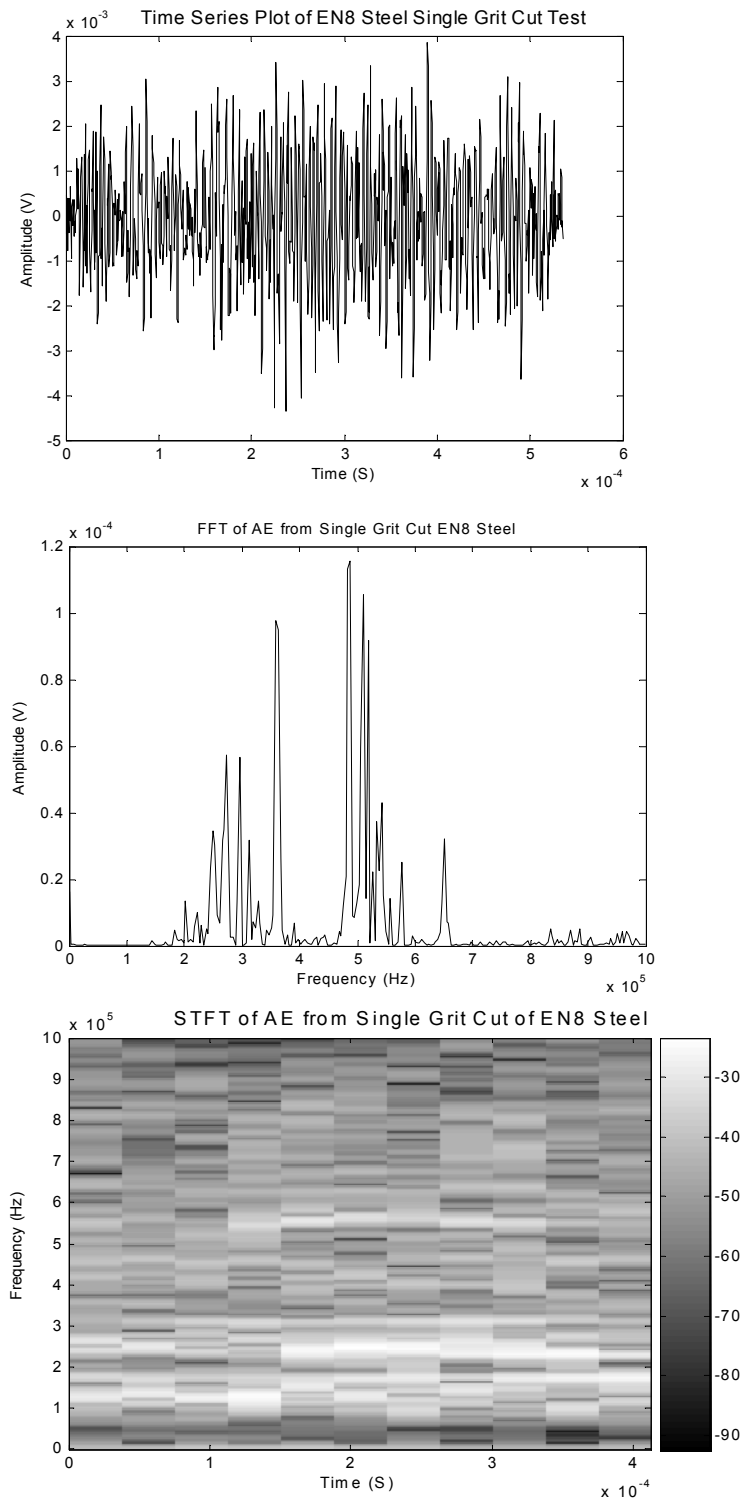 x 10-3
Time Series Plot of EN8 Steel Single Grit Cut Test
4
3
2
1
0
-1
-2
-3
-4
-5
Amplitude (V)
0 1 2 3 4 5 6
Time (S)
x 10-4
x 10-4
FFT of AE from Single Grit Cut EN8 Steel
1.2
1
0.8
0.6
0.4
0.2
0
Amplitude (V)
0 1 2 3 4 5 6 7 8 9 10
Frequency (Hz)
x 10 5
x 10 5
STFT of AE from Single Grit Cut of EN8 Steel
10
9
8
7
6
5
4
3
2
1
0
Frequency (Hz)
0 1 2 3 4
Time (S)
x 10-4
-30
-40
-50
-60
-70
-80
-90